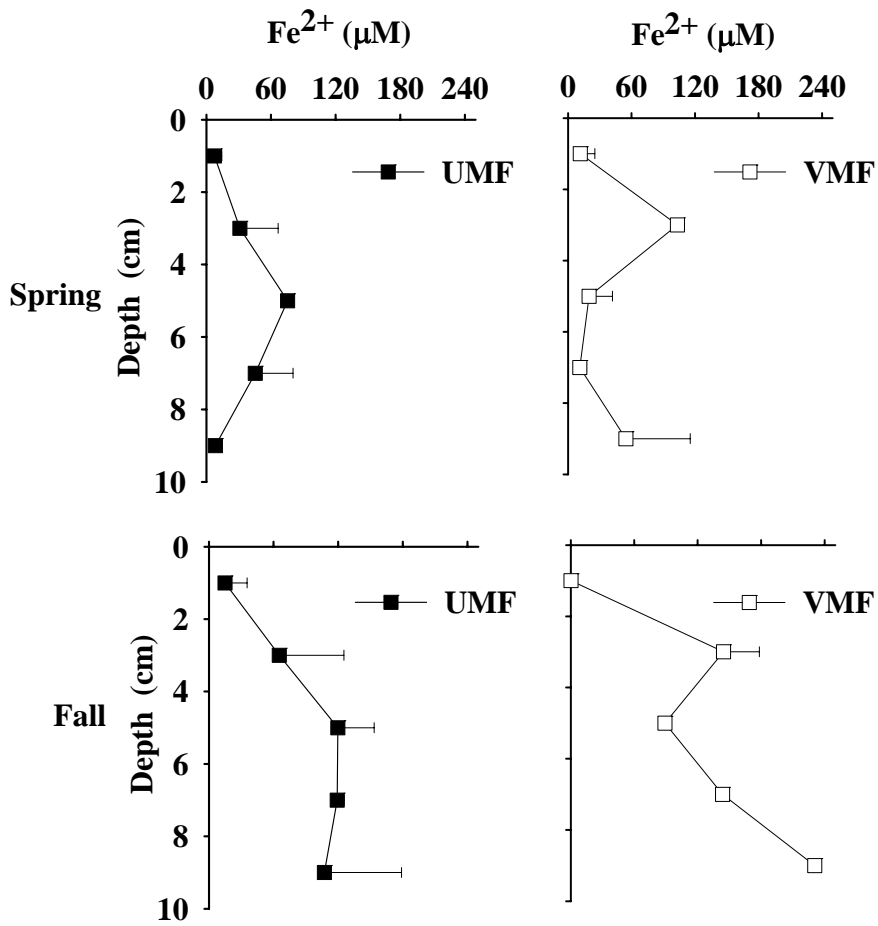 Fe2+ (μM)
Fe2+ (μM)
0 60 120 180 240
0 60 120 180 240
0
2
4
6
8
10
UMF
VMF
Spring
Depth (cm)
0
2
4
6
8
10
UMF
VMF
Fall
Depth (cm)